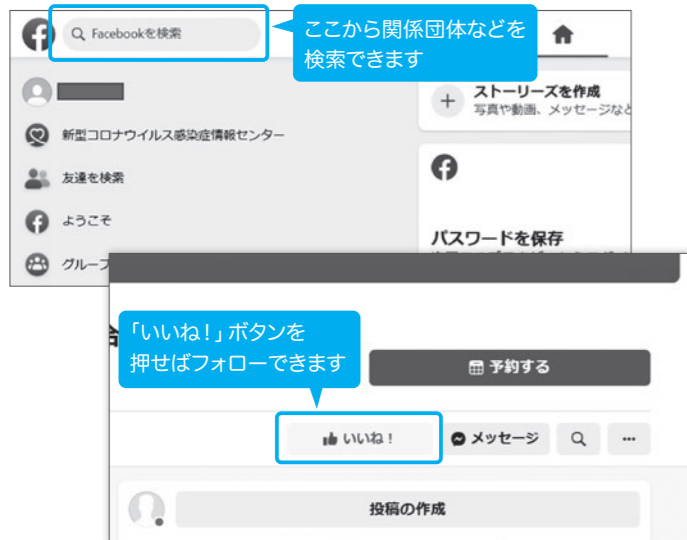 Facebookを検索
ここから関係団体などを
検索できます
ストーリーズを作成
写真や動画、メッセージなど
新型コロナウイルス感染症情報センター
友達を検索
ようこそ
パスワードを保存
グループ
「いいね！」ボタンを
押せばフォローできます
予約する
いいね！
メッセージ
投稿の作成